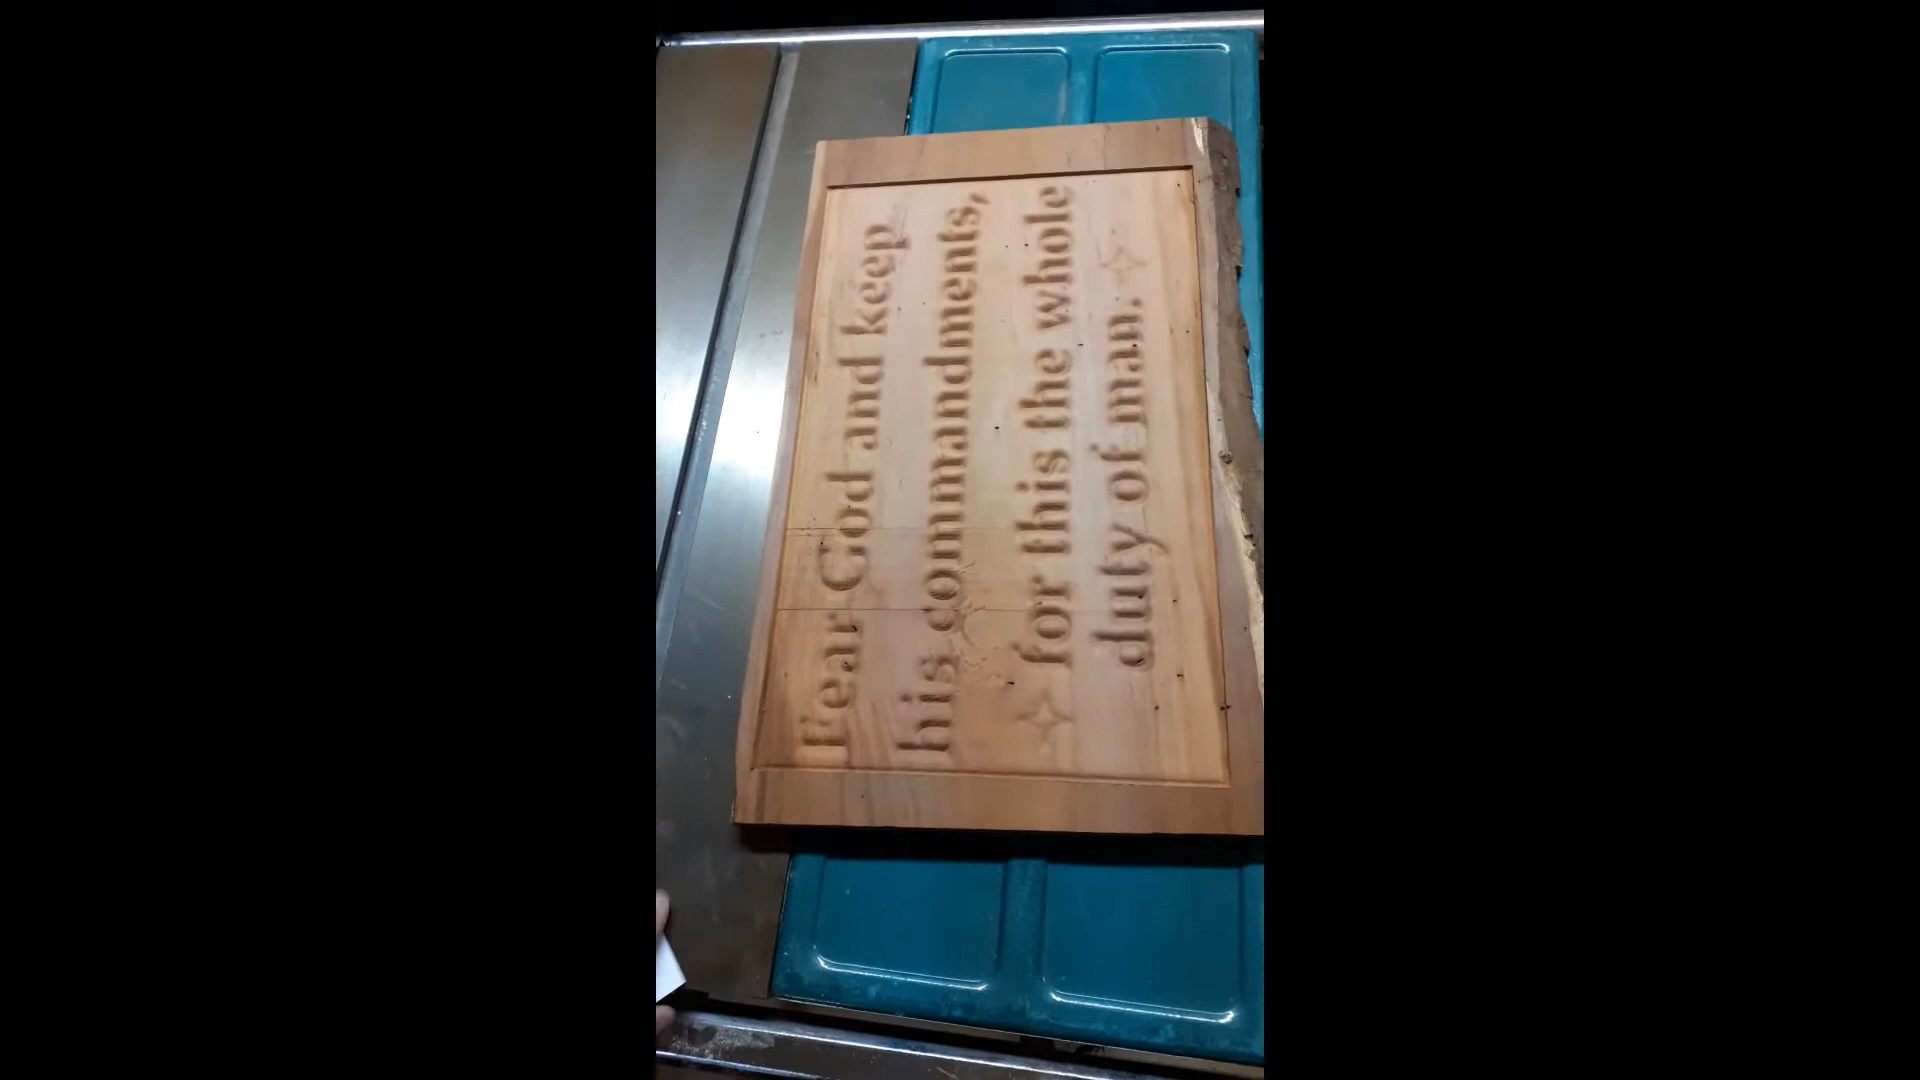 Fear God and keep
his commandments,
for this the whole
duty of man.